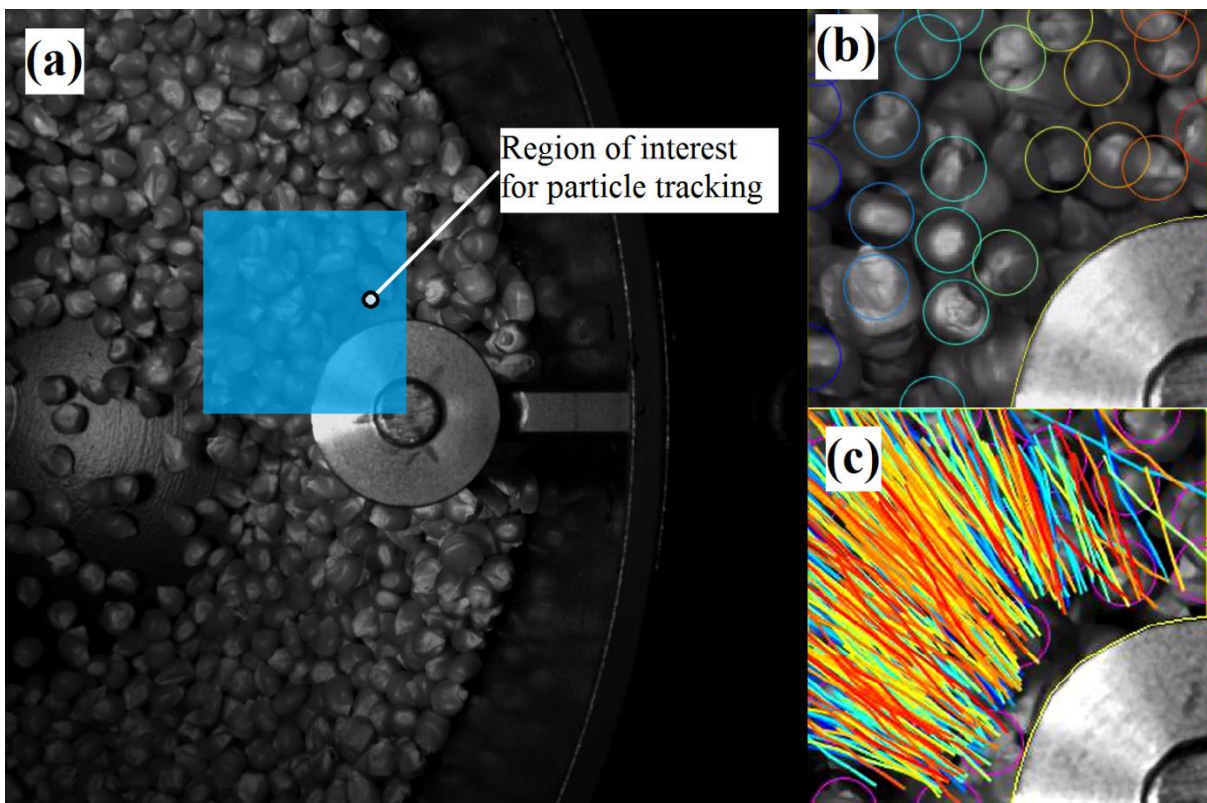 (a)
Region of interest
for particle tracking
(b)
(c)